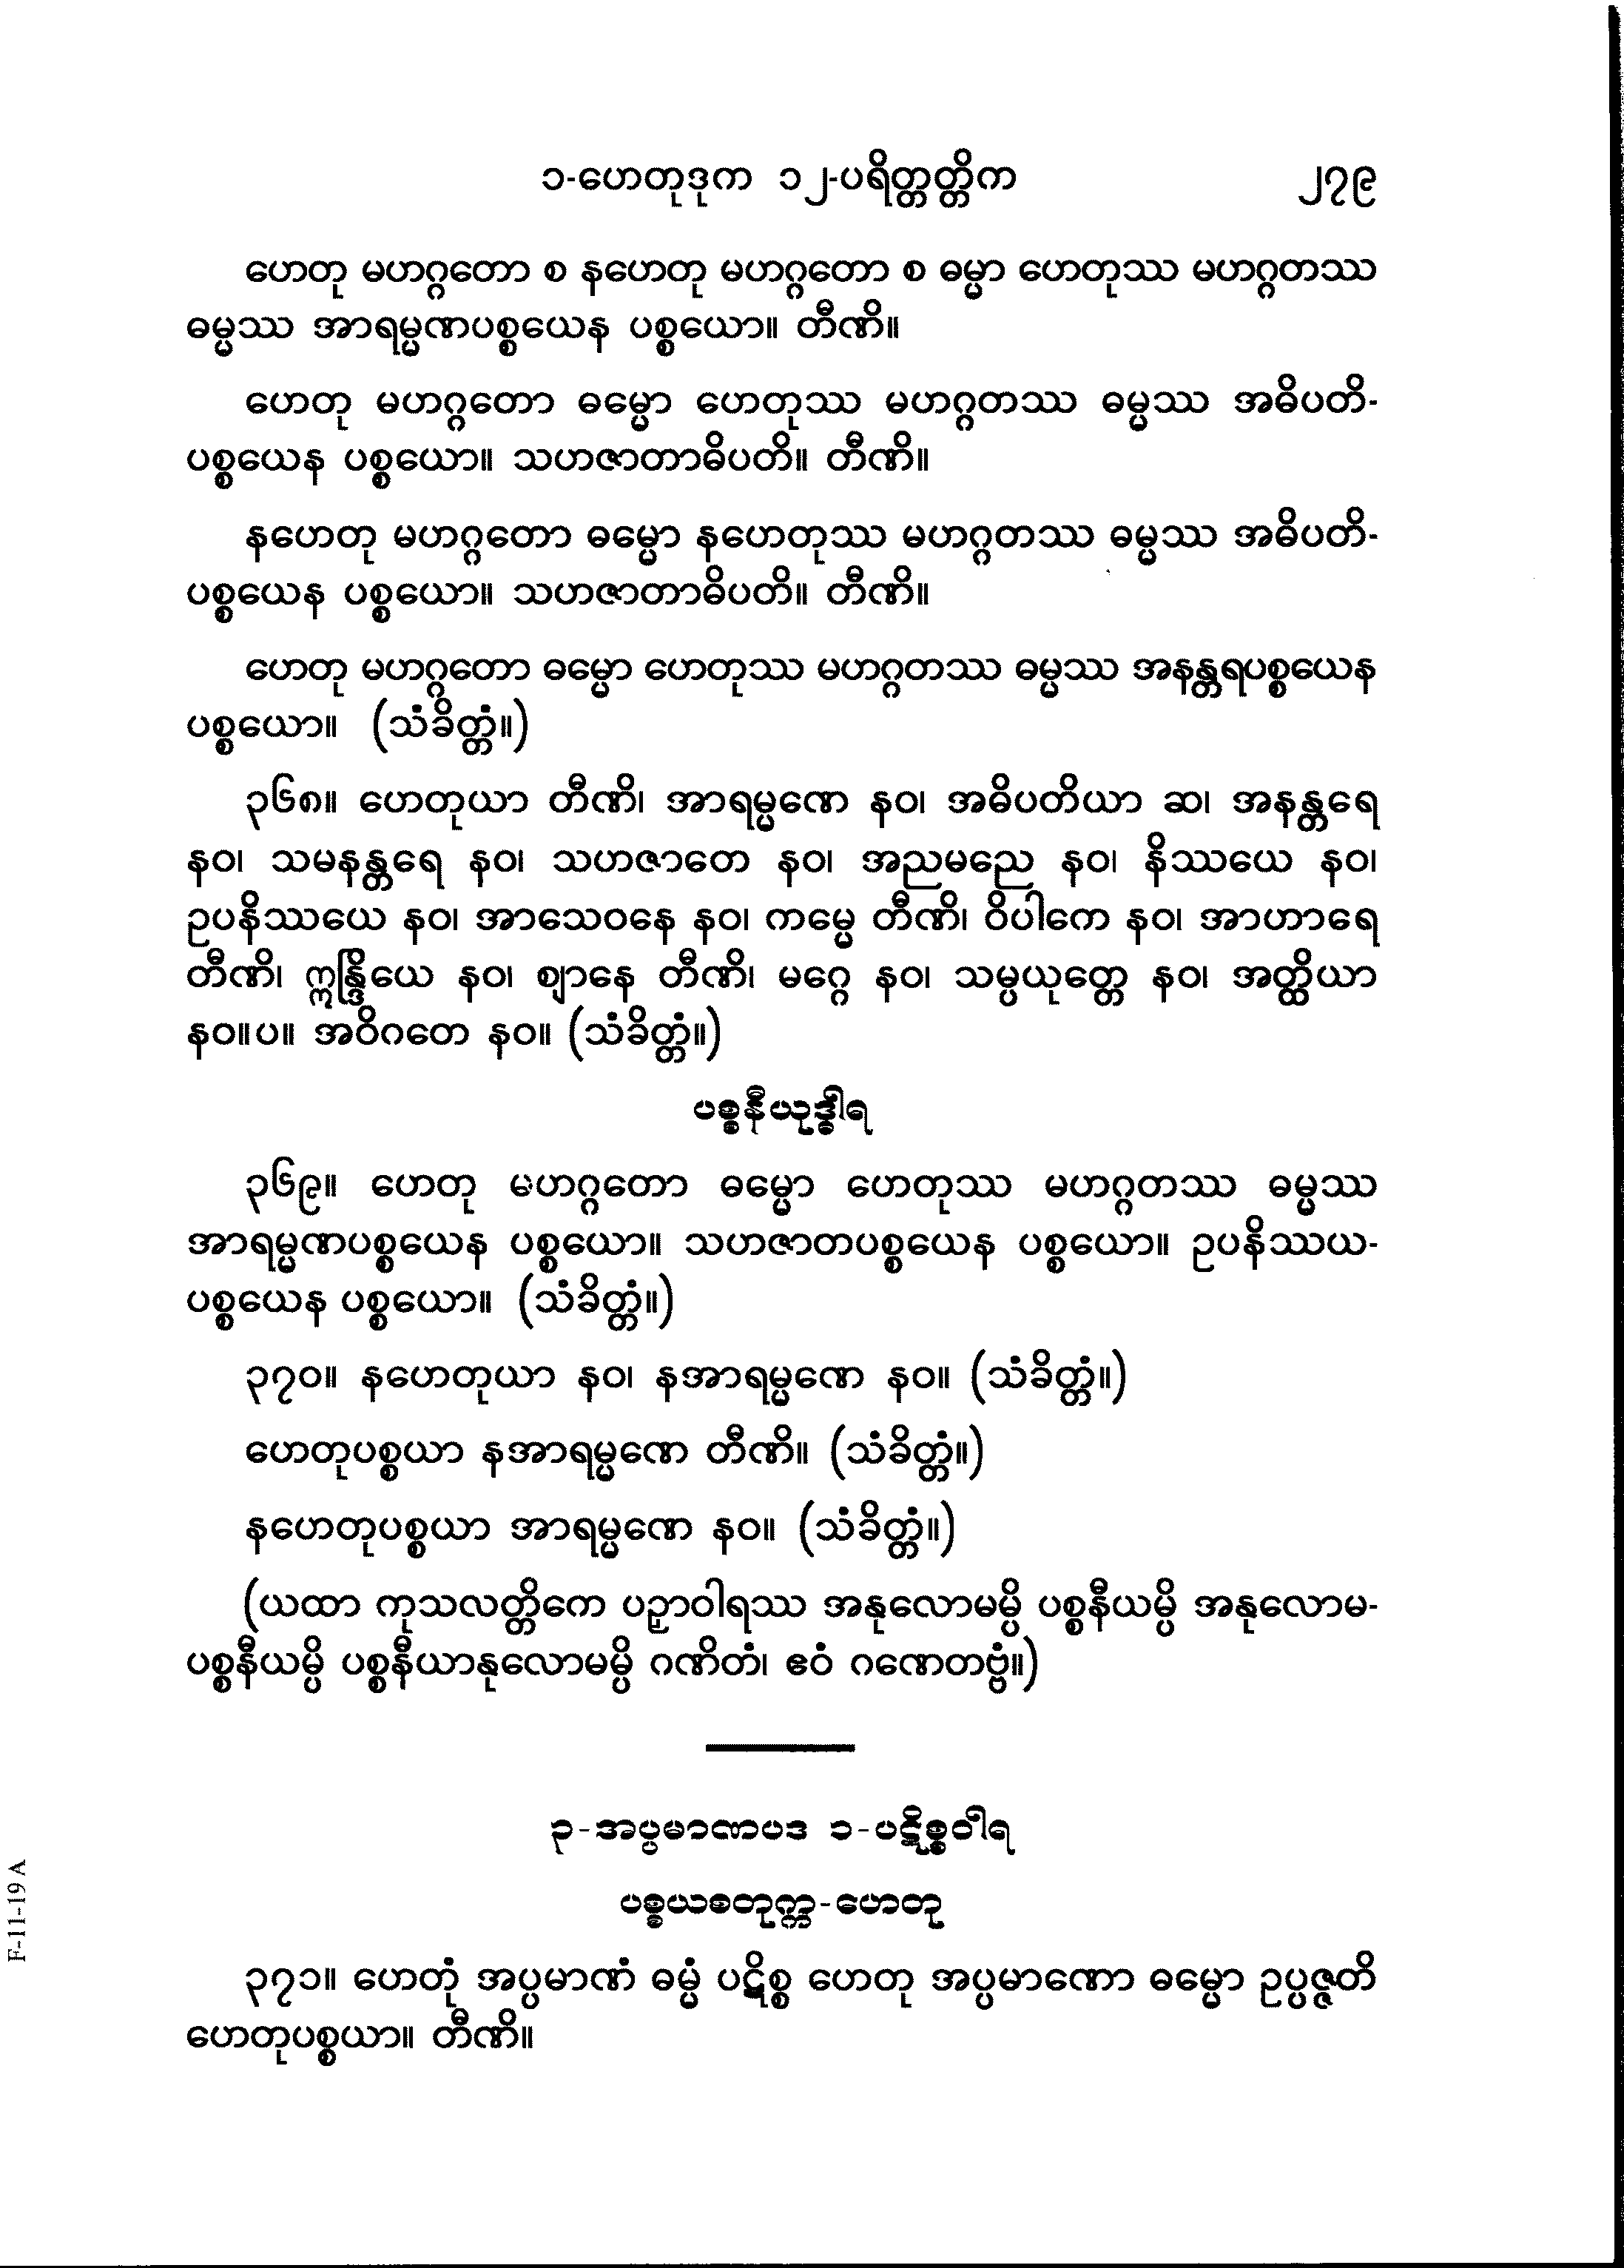 ၁-ဟေတုဒုက ၁၂-ပရိတ္တတ္တိက ၂၇၉
ဟေတု မဟဂ္ဂတော စ နဟေတု မဟဂ္ဂတော စ ဓမ္မာ ဟေတုဿ မဟဂ္ဂတဿ
ဓမ္မဿ အာရမ္မဏပစ္စယေန ပစ္စယော။ တီဏိ။
ဟေတု မဟဂ္ဂတော ဓမ္မော ဟေတုဿ မဟဂ္ဂတဿ ဓမ္မဿ အဓိပတိ-
ပစ္စယေန ပစ္စယော။ သဟဇာတာဓိပတိ။ တီဏိ။
နဟေတု မဟဂ္ဂတော ဓမ္မော နဟေတုဿ မဟဂ္ဂတဿ ဓမ္မဿ အဓိပတိ-
ပစ္စယေန ပစ္စယော။ သဟဇာတာဓိပတိ။ တီဏိ။
ဟေတု မဟဂ္ဂတော ဓမ္မော ဟေတုဿ မဟဂ္ဂတဿ ဓမ္မဿ အနန္တရပစ္စယေန
ပစ္စယော။ (သံခိတ္တံ။)
၃၆၈။ ဟေတုယာ တီဏိ၊ အာရမ္မဏေ နဝ၊ အဓိပတိယာ ဆ၊ အနန္တရေ
နဝ၊ သမနန္တရေ နဝ၊ သဟဇာတေ နဝ၊ အညမညေ နဝ၊ နိဿယေ နဝ၊
ဥပနိဿယေ နဝ၊ အာသေဝနေ နဝ၊ ကမ္မေ တီဏိ၊ ဝိပါကေ နဝ၊ အာဟာရေ
တီဏိ၊ ဣန္ဒြိယေ နဝ၊ ဈာနေ တီဏိ၊ မဂ္ဂေ နဝ၊ သမ္ပယုတ္တေ နဝ၊ အတ္ထိယာ
နဝ။ပ။ အဝိဂတေ နဝ။ (သံခိတ္တံ။)
ပစ္စနီယုဒ္ဓါရ
၃၆၉။ ဟေတု မဟဂ္ဂတော ဓမ္မော ဟေတုဿ မဟဂ္ဂတဿ ဓမ္မဿ
အာရမ္မဏပစ္စယေန ပစ္စယော။ သဟဇာတပစ္စယေန ပစ္စယော။ ဥပနိဿယ-
ပစ္စယေန ပစ္စယော။ (သံခိတ္တံ။)
၃၇၀။ နဟေတုယာ နဝ၊ နအာရမ္မဏေ နဝ။ (သံခိတ္တံ။)
ဟေတုပစ္စယာ နအာရမ္မဏေ တီဏိ။ (သံခိတ္တံ။)
နဟေတုပစ္စယာ အာရမ္မဏေ နဝ။ (သံခိတ္တံ။)
(ယထာ ကုသလတ္တိကေ ပဉှာဝါရဿ အနုလောမမ္ပိ ပစ္စနီယမ္ပိ အနုလောမ-
ပစ္စနီယမ္ပိ ပစ္စနီယာနုလောမမ္ပိ ဂဏိတံ၊ ဧဝံ ဂဏေတဗ္ဗံ။)
၃-အပ္ပမာဏပဒ ၁-ပဋိစ္စဝါရ
ပစ္စယစတုက္က-ဟေတု
၃၇၁။ ဟေတုံ အပ္ပမာဏံ ဓမ္မံ ပဋိစ္စ ဟေတု အပ္ပမာဏော ဓမ္မော ဥပ္ပဇ္ဇတိ
ဟေတုပစ္စယာ။ တီဏိ။
F-11-19 A